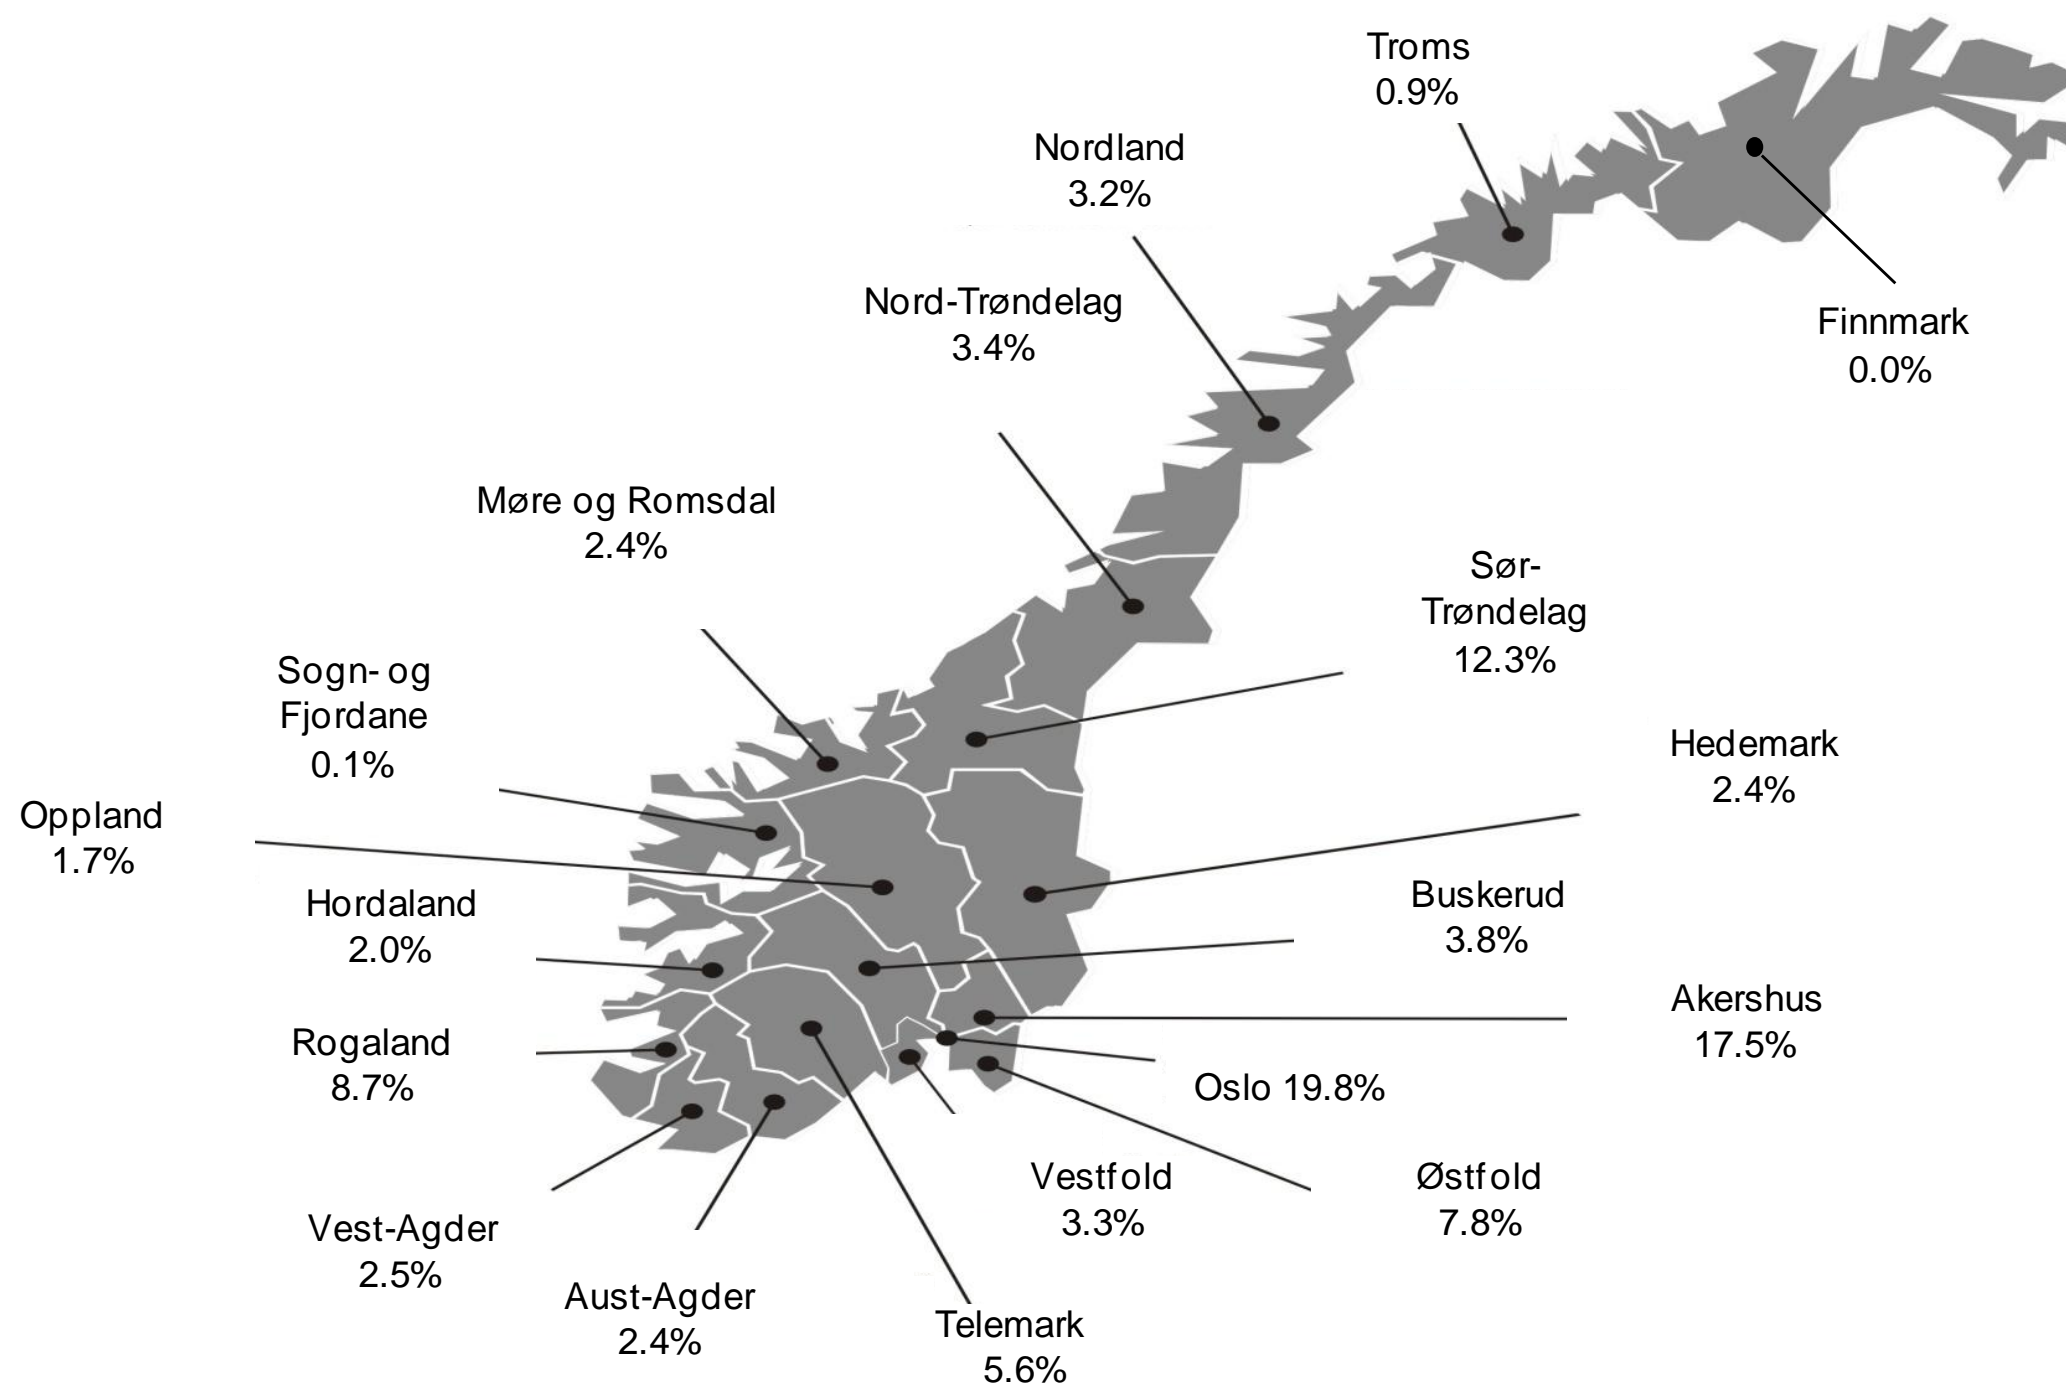 Troms
0.9%
Nordland
3.2%
Nord-Trøndelag
3.4%
Finnmark
0.0%
Møre og Romsdal
2.4%
Sør-
Trøndelag
12.3%
Sogn- og
Fjordane
0.1%
Hedemark
2.4%
Oppland
1.7%
Hordaland
2.0%
Buskerud
3.8%
Akershus
17.5%
Rogaland
8.7%
Oslo 19.8%
Vestfold
3.3%
Østfold
7.8%
Vest-Agder
2.5%
Aust-Agder
2.4%
Telemark
5.6%